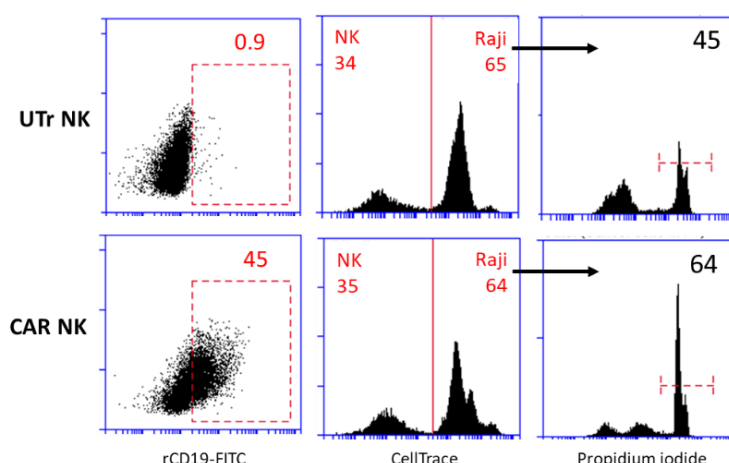 0.9
NK
34
Raji
65
45
UTr NK
45
NK
35
Raji
64
64
CAR NK
rCD19-FITC
CellTrace
Propidium iodide